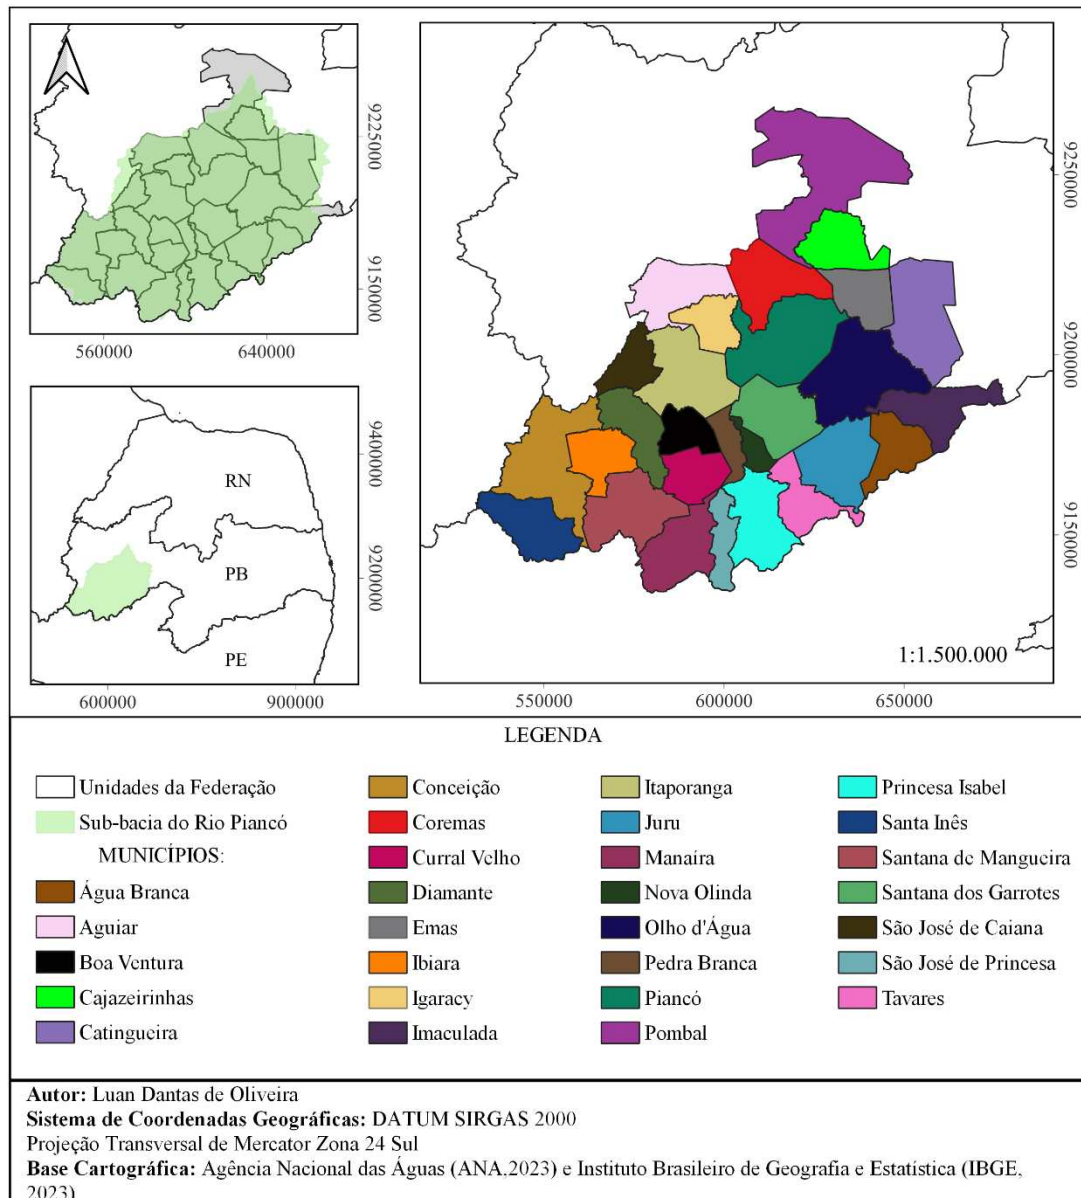 9225000
9150000
560000
640000
9400000
9200000
RN
PB
PE
600000
900000
9250000
9200000
9150000
1:1.500.000
550000
600000
650000
LEGENDA
Unidades da Federação
Sub-bacia do Rio Piancó
MUNICÍPIOS:
Água Branca
Aguiar
Boa Ventura
Cajazeirinhas
Catingueira
Conceição
Coremas
Curral Velho
Diamante
Emas
Ibiara
Igaracy
Imaculada
Itaporanga
Juru
Manaíra
Nova Olinda
Olho d'Água
Pedra Branca
Piancó
Pombal
Princesa Isabel
Santa Inês
Santana de Mangueira
Santana dos Garrotes
São José de Caiana
São José de Princesa
Tavares
Autor: Luan Dantas de Oliveira
Sistema de Coordenadas Geográficas: DATUM SIRGAS 2000
Projeção Transversal de Mercator Zona 24 Sul
Base Cartográfica: Agência Nacional das Águas (ANA,2023) e Instituto Brasileiro de Geografia e Estatística (IBGE,
2023)